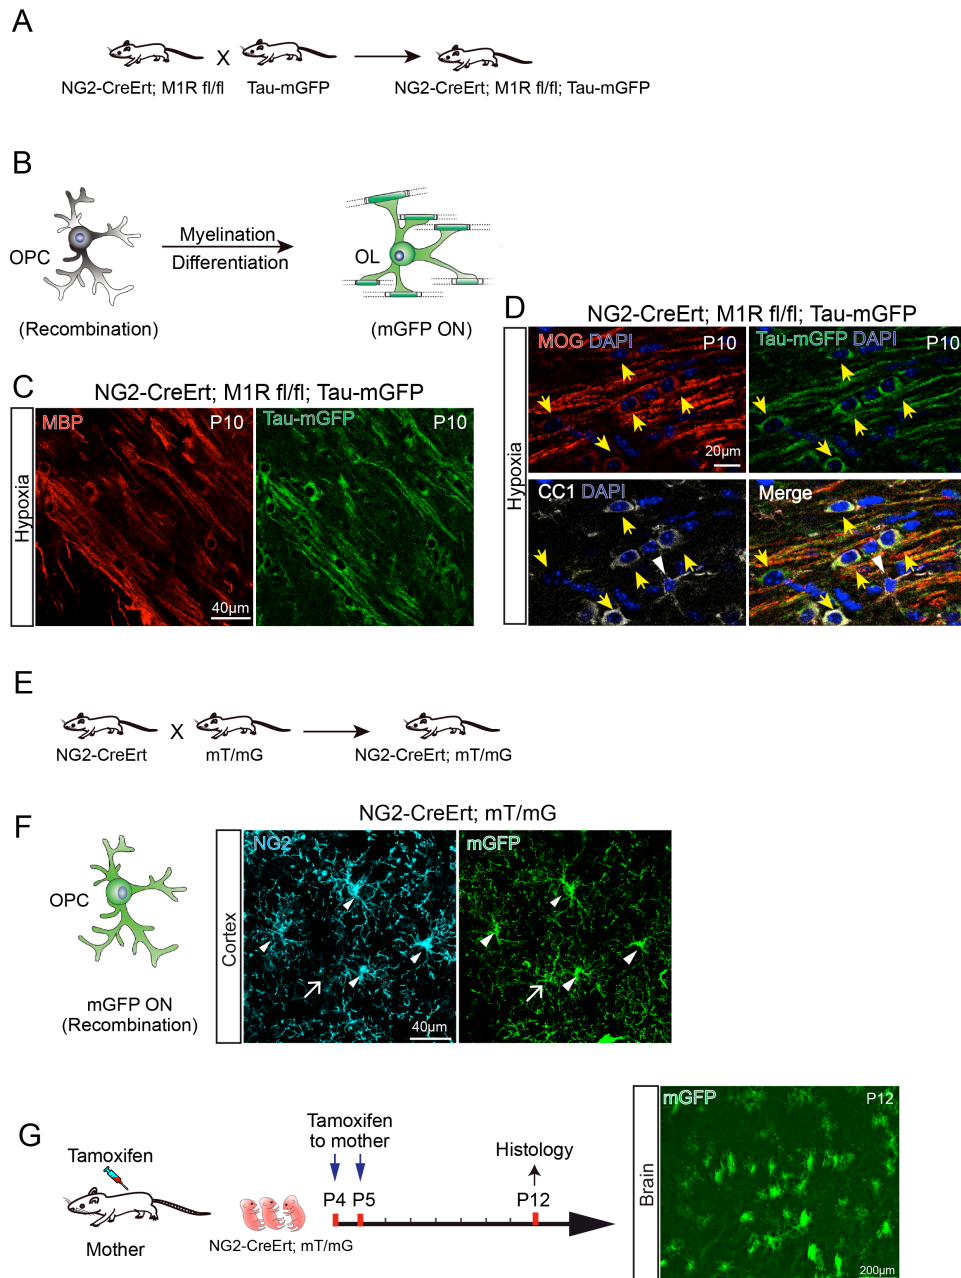 A
X
NG2-CreErt; M1R fl/fl
Tau-mGFP
NG2-CreErt; M1R fl/fl; Tau-mGFP
B
OPC
Myelination
Differentiation
OL
(Recombination)
(mGFP ON)
C
NG2-CreErt; M1R fl/fl; Tau-mGFP
Hypoxia
MBP
P10
40µm
Tau-mGFP
P10
D
NG2-CreErt; M1R fl/fl; Tau-mGFP
Hypoxia
MOG DAPI
P10
20µm
Tau-mGFP DAPI
P10
CC1 DAPI
Merge
E
X
NG2-CreErt
mT/mG
NG2-CreErt; mT/mG
F
OPC
mGFP ON
(Recombination)
NG2-CreErt; mT/mG
Cortex
NG2
40µm
mGFP
G
Tamoxifen
Mother
NG2-CreErt; mT/mG
Tamoxifen
to mother
P4 P5
Histology
P12
Brain
mGFP
P12
200µm